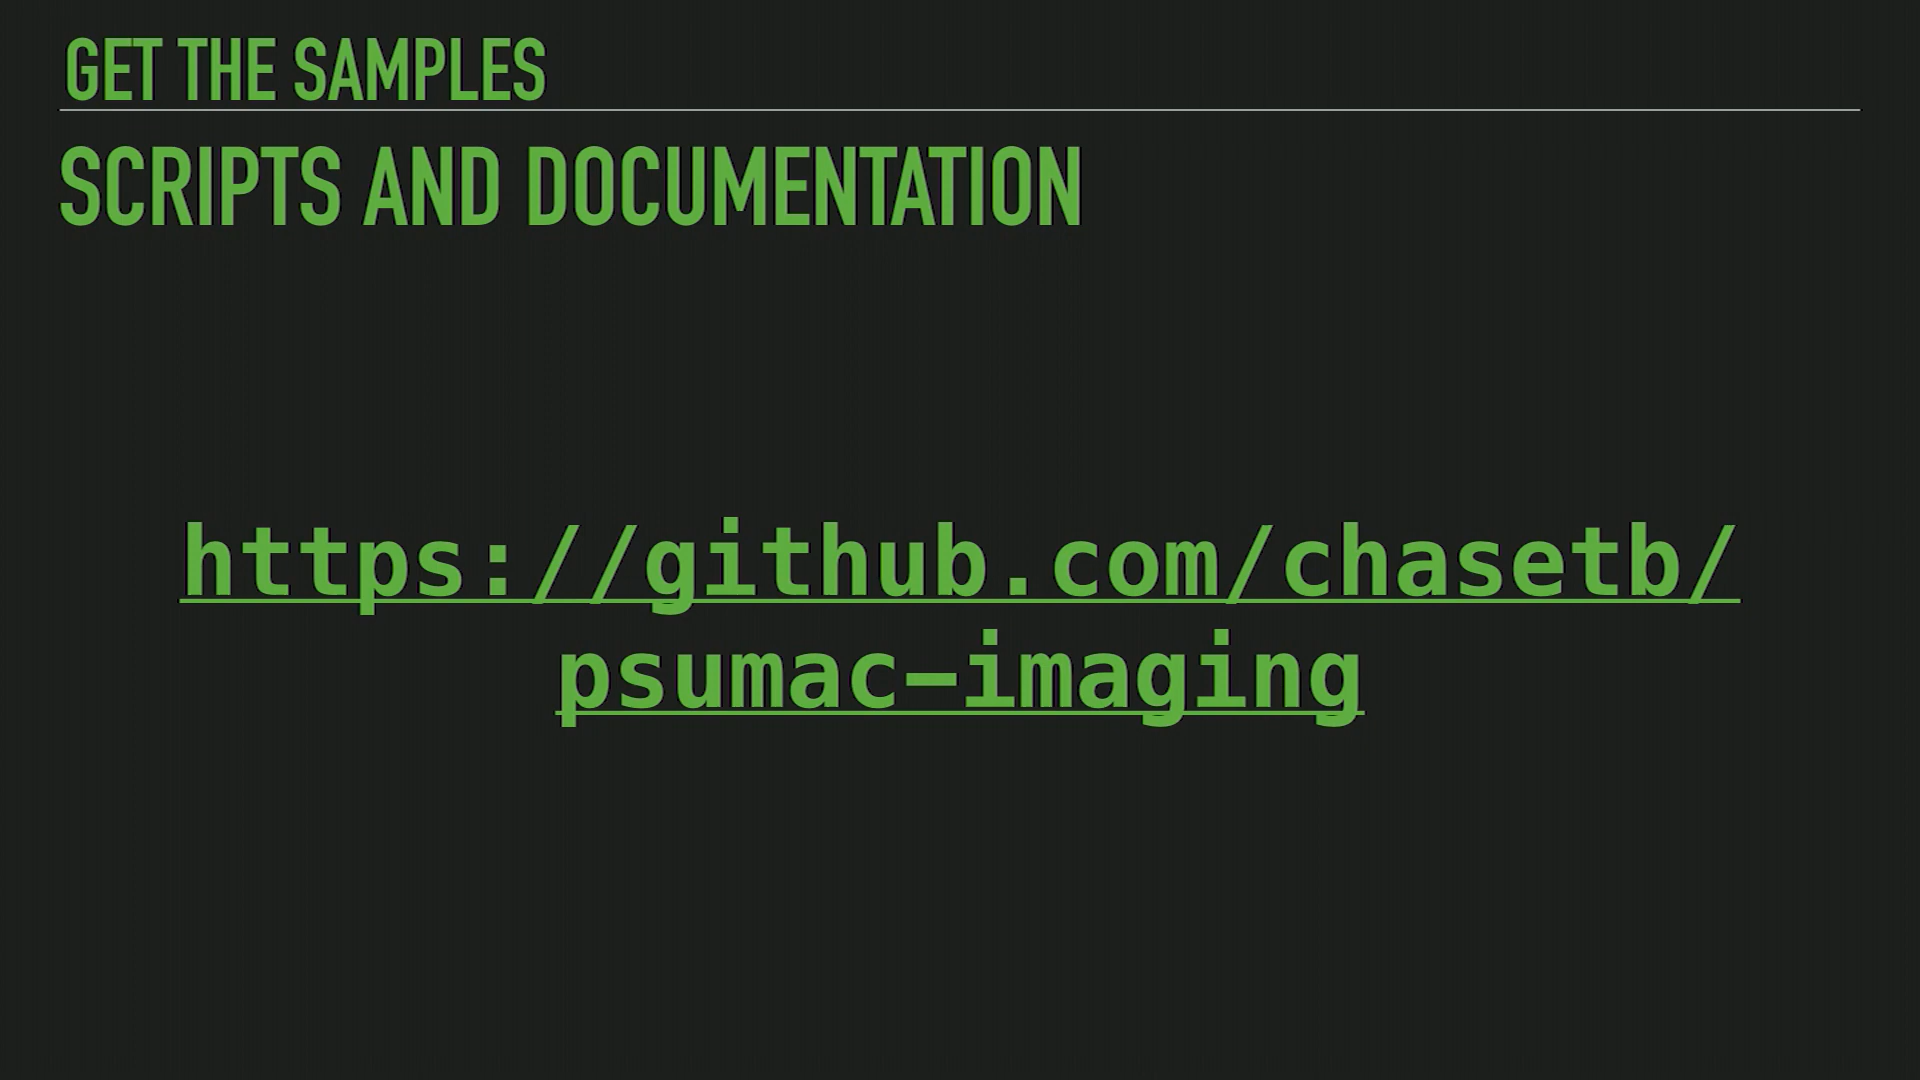 GET THE SAMPLES
SCRIPTS AND DOCUMENTATION
https://github.com/chasetb/
psumac-imaging